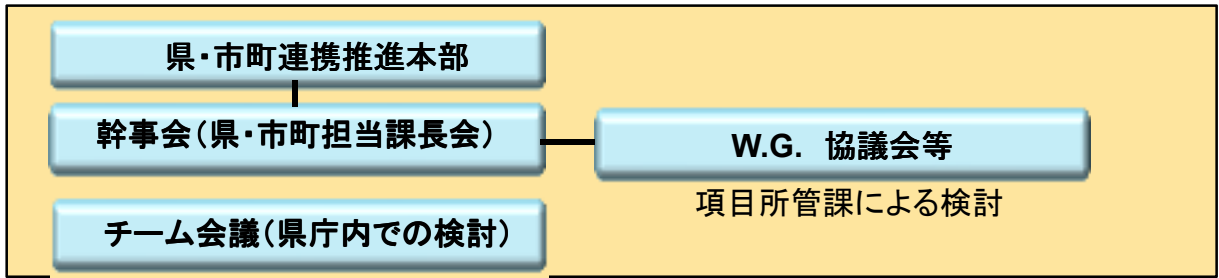 県・市町連携推進本部
幹事会(県・市町担当課長会)
W.G. 協議会等
項目所管課による検討
チーム会議(県庁内での検討)